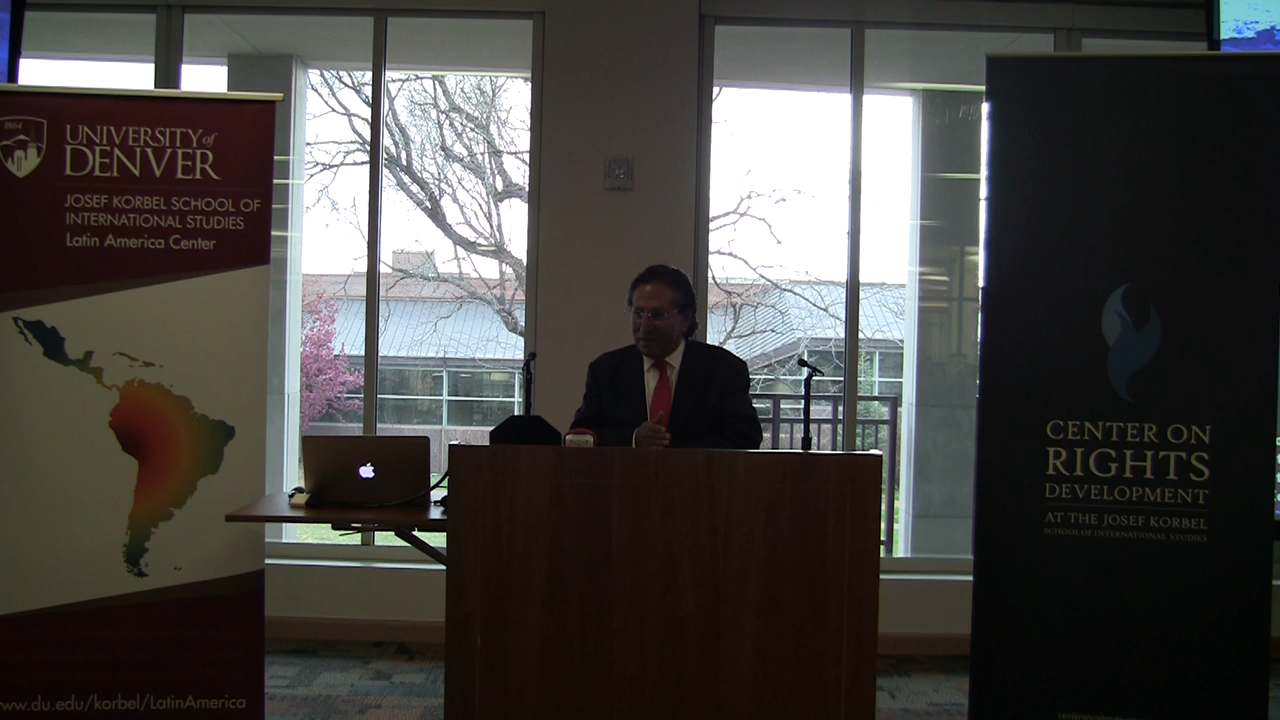 1864
UNIVERSITY of
DENVER
JOSEF KORBEL SCHOOL OF
INTERNATIONAL STUDIES
Latin America Center
www.du.edu/korbel/LatinAmerica
CENTER ON
RIGHTS
DEVELOPMENT
AT THE JOSEF KORBEL
SCHOOL OF INTERNATIONAL STUDIES